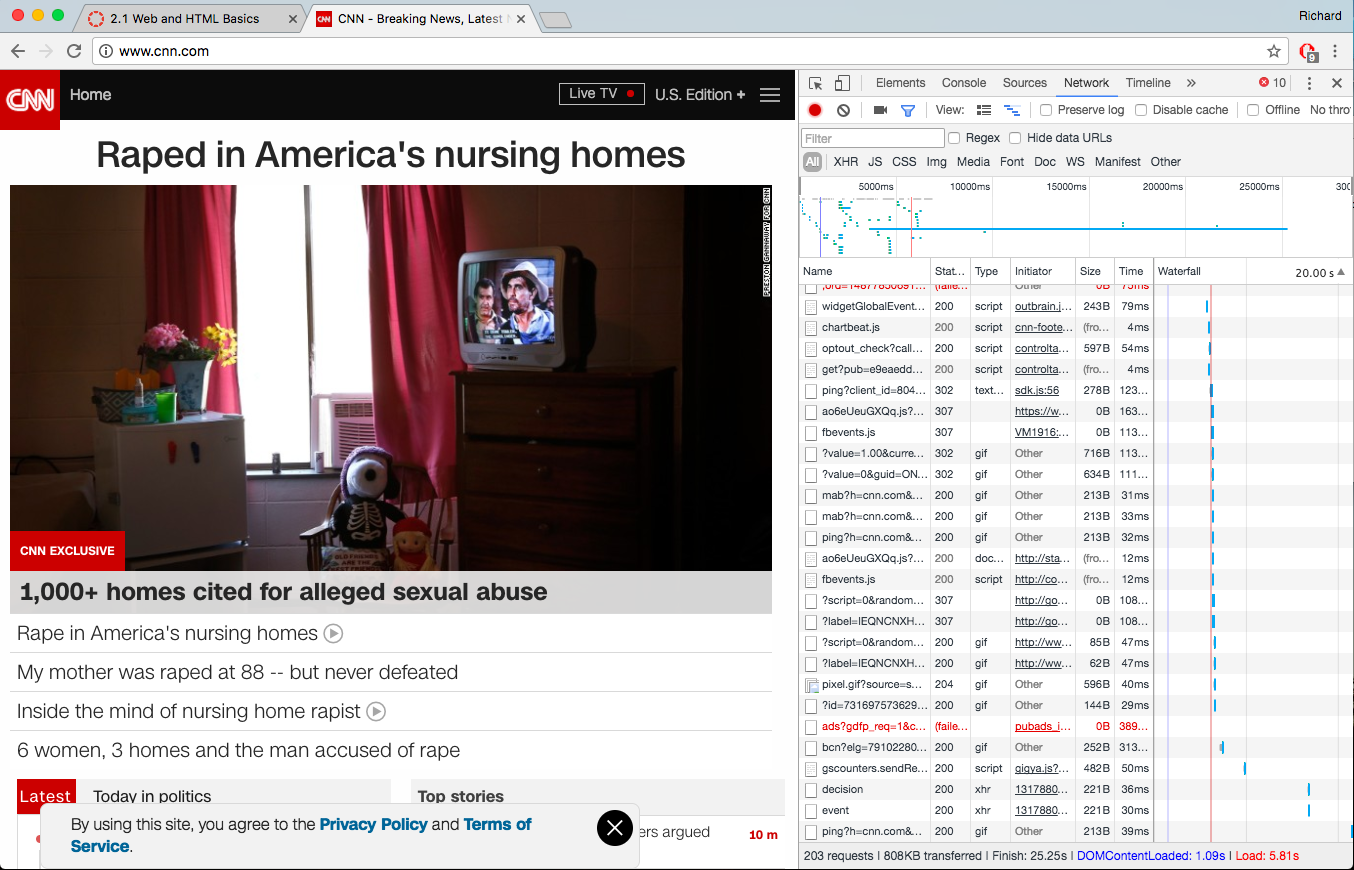 2.1 Web and HTML Basics
CNN - Breaking News, Latest N
Richard
www.cnn.com
9
CNN
Home
Live TV
U.S. Edition +
Raped in America's nursing homes
PRESTON GANNAWAY FOR CNN
OLD FRIENDS
ARE THE
BEST FRIENDS
CNN EXCLUSIVE
1,000+ homes cited for alleged sexual abuse
Rape in America's nursing homes
My mother was raped at 88 -- but never defeated
Inside the mind of nursing home rapist
6 women, 3 homes and the man accused of rape
Latest
Today in politics
Top stories
ers argued
10 m
By using this site, you agree to the Privacy Policy and Terms of
Service.
Elements Console Sources Network Timeline » 10
View: Preserve log Disable cache Offline No thro
Filter Regex Hide data URLs
All XHR JS CSS Img Media Font Doc WS Manifest Other
5000ms 10000ms 15000ms 20000ms 25000ms 300
Name Stat... Type Initiator Size Time Waterfall 20.00 s
(faile... Other 0B 75ms
widgetGlobalEvent... 200 script outbrain.j... 243B 79ms
chartbeat.js 200 script cnn-foote... (fro... 4ms
optout_check?call... 200 script controlta... 597B 54ms
get?pub=e9eaedd... 200 script controlta... (fro... 4ms
ping?client_id=804... 302 text... sdk.js:56 278B 123...
ao6eUeuGXQq.js?... 307 https://w... 0B 163...
fbevents.js 307 VM1916:... 0B 113...
?value=1.00&curre... 302 gif Other 716B 113...
?value=0&guid=ON... 302 gif Other 634B 111...
mab?h=cnn.com&... 200 gif Other 213B 31ms
mab?h=cnn.com&... 200 gif Other 213B 33ms
ping?h=cnn.com&... 200 gif Other 213B 32ms
ao6eUeuGXQq.js?... 200 doc... http://sta... (fro... 12ms
fbevents.js 200 script http://co... (fro... 12ms
?script=0&random... 307 http://go... 0B 108...
?label=IEQNCNXH... 307 http://go... 0B 108...
?script=0&random... 200 gif http://ww... 85B 47ms
?label=IEQNCNXH... 200 gif http://ww... 62B 47ms
pixel.gif?source=s... 204 gif Other 596B 40ms
?id=731697573629... 200 gif Other 144B 29ms
ads?gdfp_req=1&c... (faile... pubads_i... 0B 389...
bcn?elg=79102280... 200 gif Other 252B 313...
gscounters.sendRe... 200 script gigya.js?... 482B 50ms
decision 200 xhr 1317880... 221B 36ms
event 200 xhr 1317880... 221B 30ms
ping?h=cnn.com&... 200 gif Other 213B 39ms
203 requests | 808KB transferred | Finish: 25.25s | DOMContentLoaded: 1.09s | Load: 5.81s